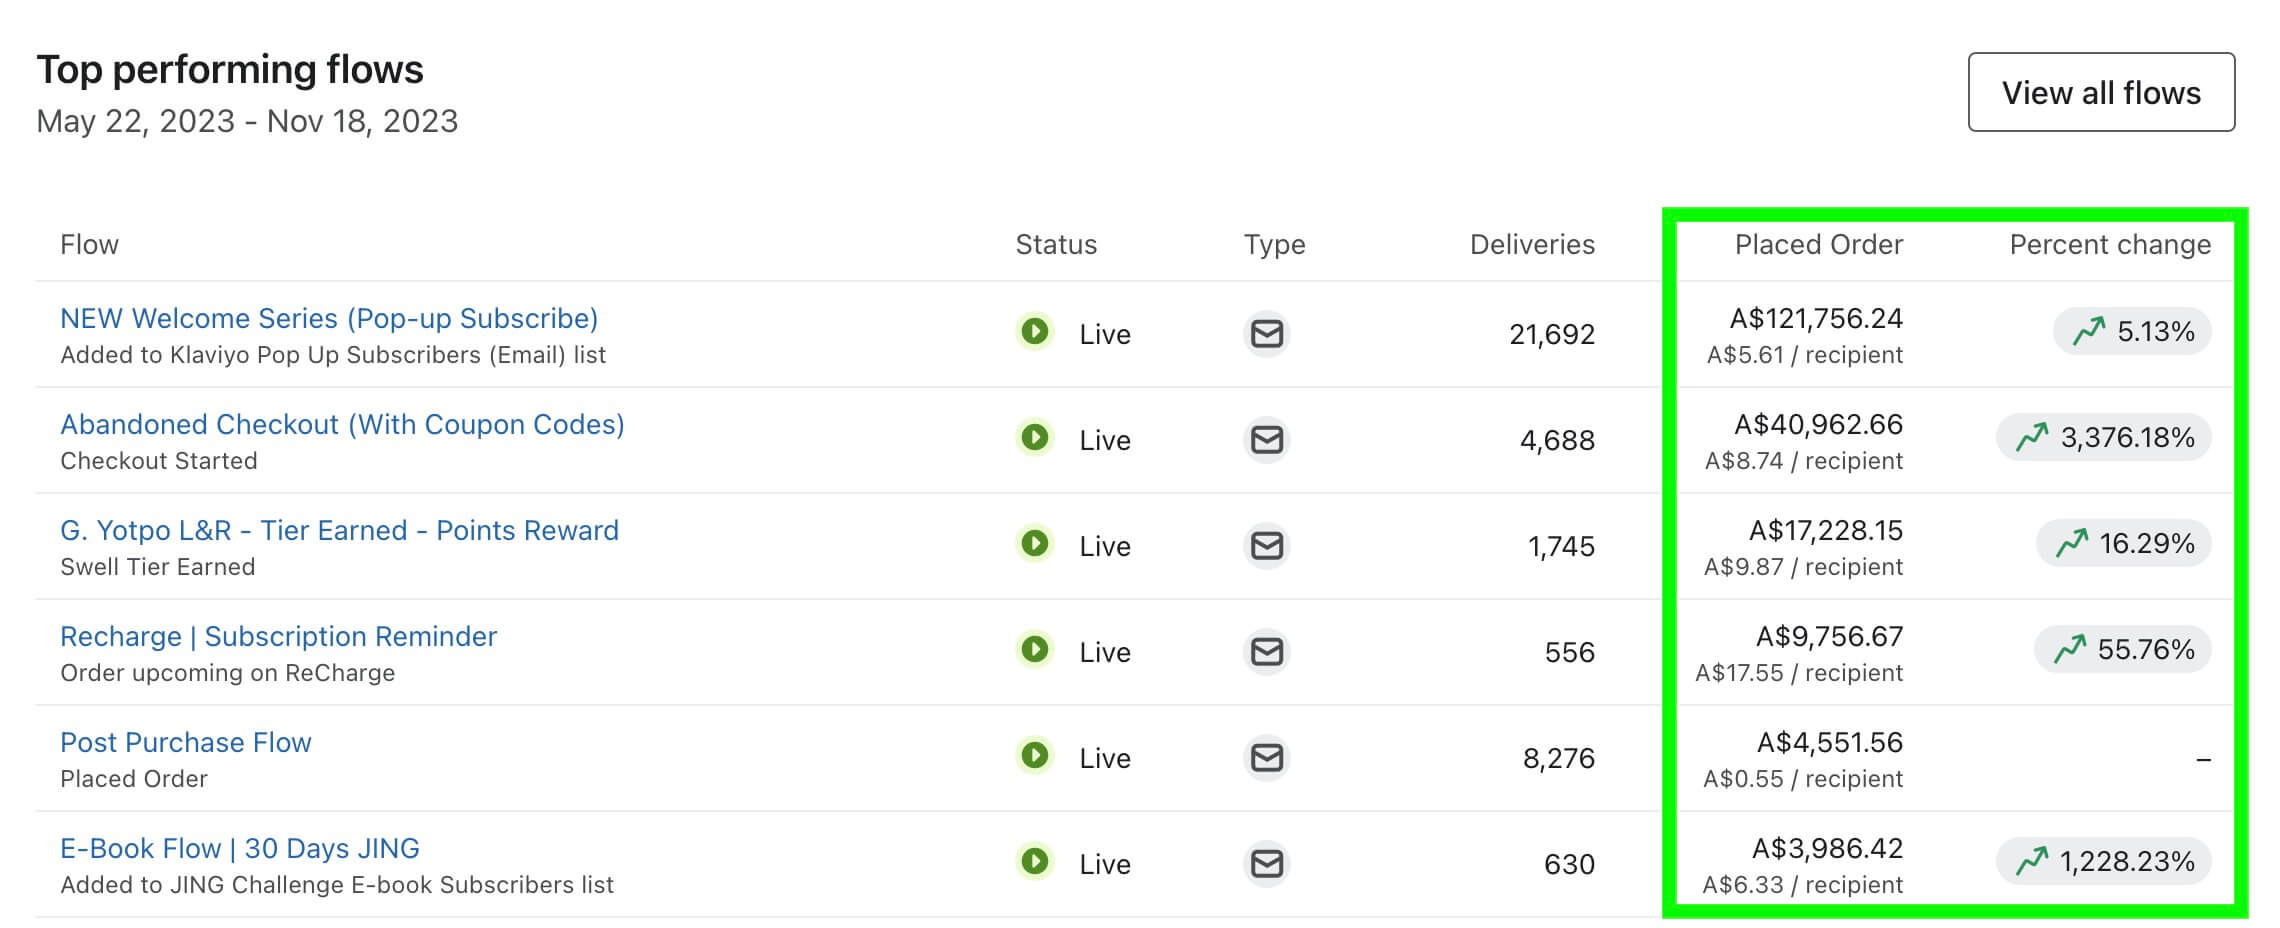 Top performing flows
View all flows
May 22, 2023 - Nov 18, 2023
Flow Status Type Deliveries Placed Order Percent change
NEW Welcome Series (Pop-up Subscribe)
Added to Klaviyo Pop Up Subscribers (Email) list
Live
21,692
A$121,756.24
A$5.61 / recipient
5.13%
Abandoned Checkout (With Coupon Codes)
Checkout Started
Live
4,688
A$40,962.66
A$8.74 / recipient
3,376.18%
G. Yotpo L&R - Tier Earned - Points Reward
Swell Tier Earned
Live
1,745
A$17,228.15
A$9.87 / recipient
16.29%
Recharge | Subscription Reminder
Order upcoming on ReCharge
Live
556
A$9,756.67
A$17.55 / recipient
55.76%
Post Purchase Flow
Placed Order
Live
8,276
A$4,551.56
A$0.55 / recipient
–
E-Book Flow | 30 Days JING
Added to JING Challenge E-book Subscribers list
Live
630
A$3,986.42
A$6.33 / recipient
1,228.23%